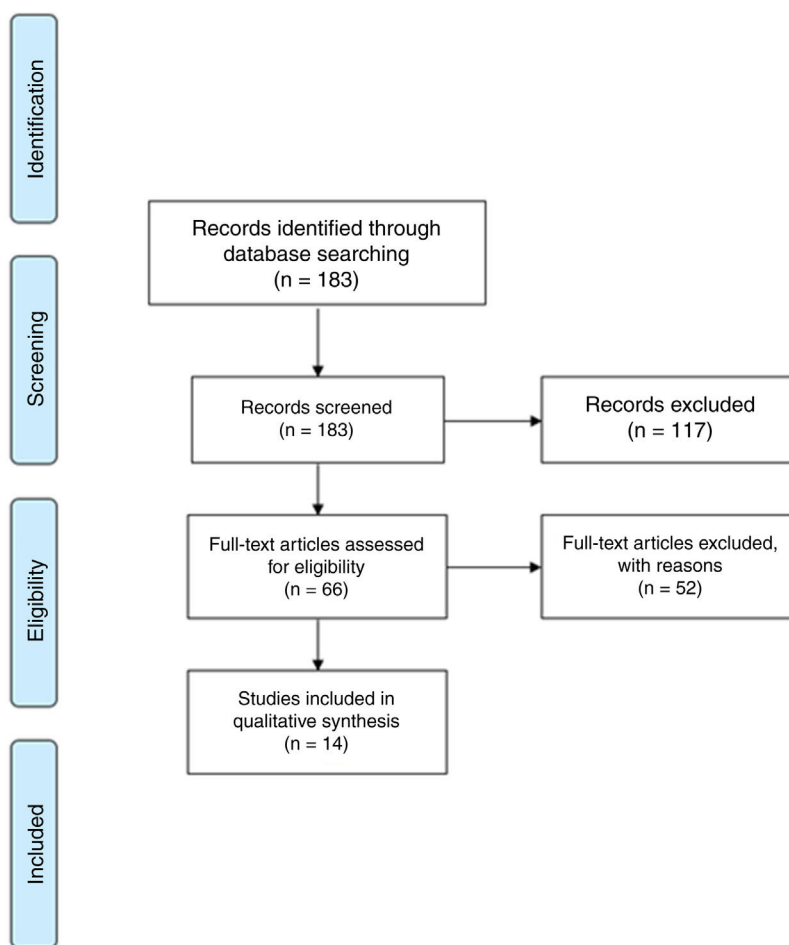 Identification
Records identified through
database searching
(n = 183)
Screening
Records screened
(n = 183)
Records excluded
(n = 117)
Eligibility
Full-text articles assessed
for eligibility
(n = 66)
Full-text articles excluded,
with reasons
(n = 52)
Studies included in
qualitative synthesis
(n = 14)
Included